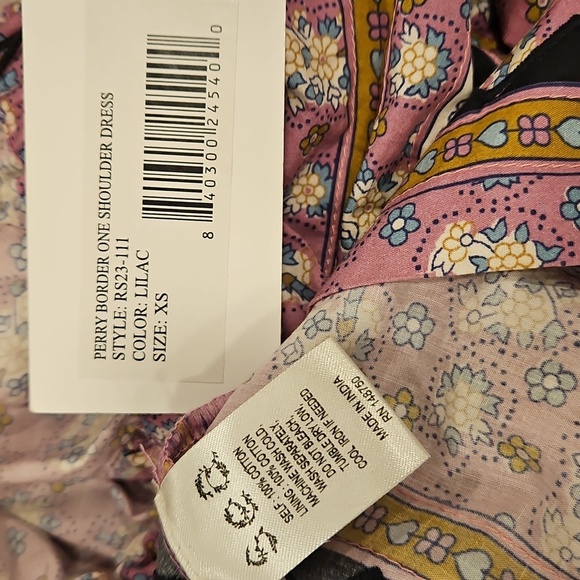 PERRY BORDER ONE SHOULDER DRESS
STYLE: RS23-111
COLOR: LILAC
SIZE: XS
8 40300 24540 0
SELF: 100% COTTON
LINING: 100% COTTON
MACHINE WASH COLD,
WASH SEPARATELY,
DO NOT BLEACH,
TUMBLE DRY LOW,
COOL IRON IF NEEDED
MADE IN INDIA
RN 148750